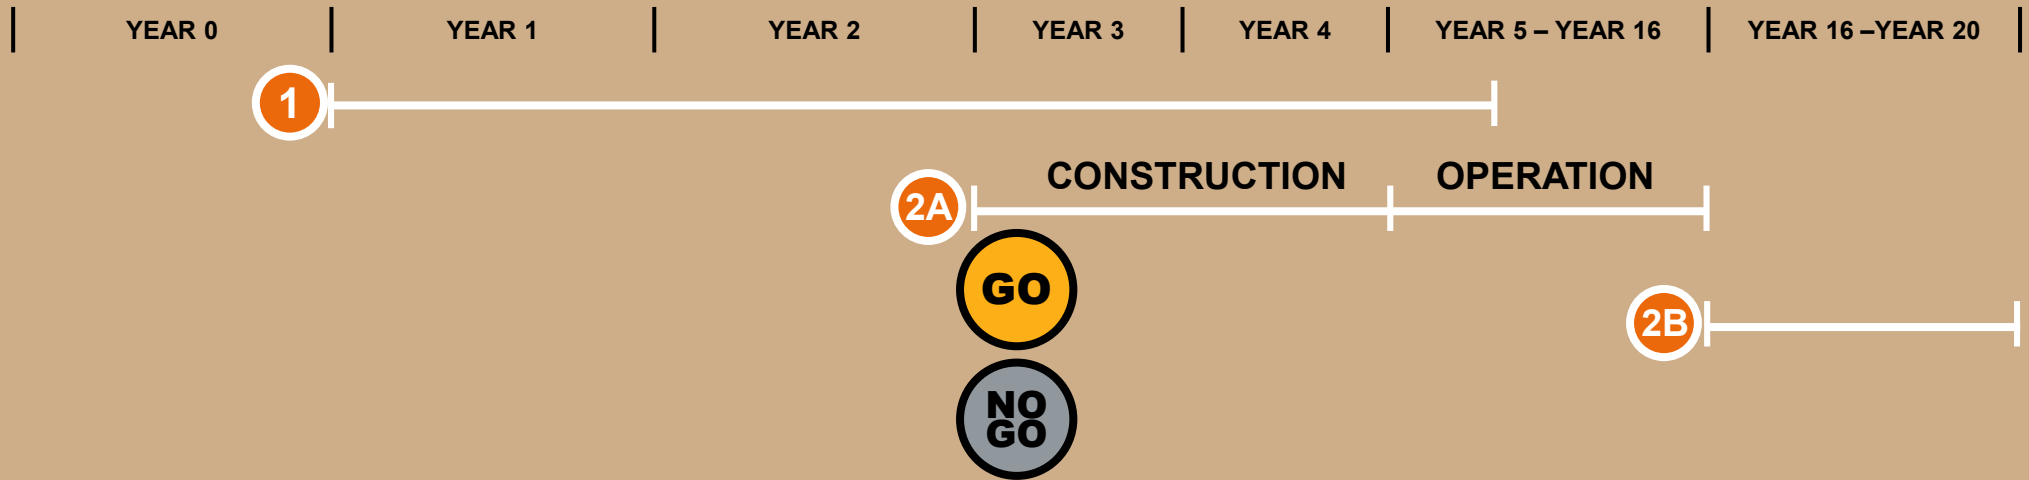 YEAR 0
YEAR 1
YEAR 2
YEAR 3
YEAR 4
YEAR 5 – YEAR 16
YEAR 16 –YEAR 20
1
CONSTRUCTION
OPERATION
2A
GO
2B
NO
GO